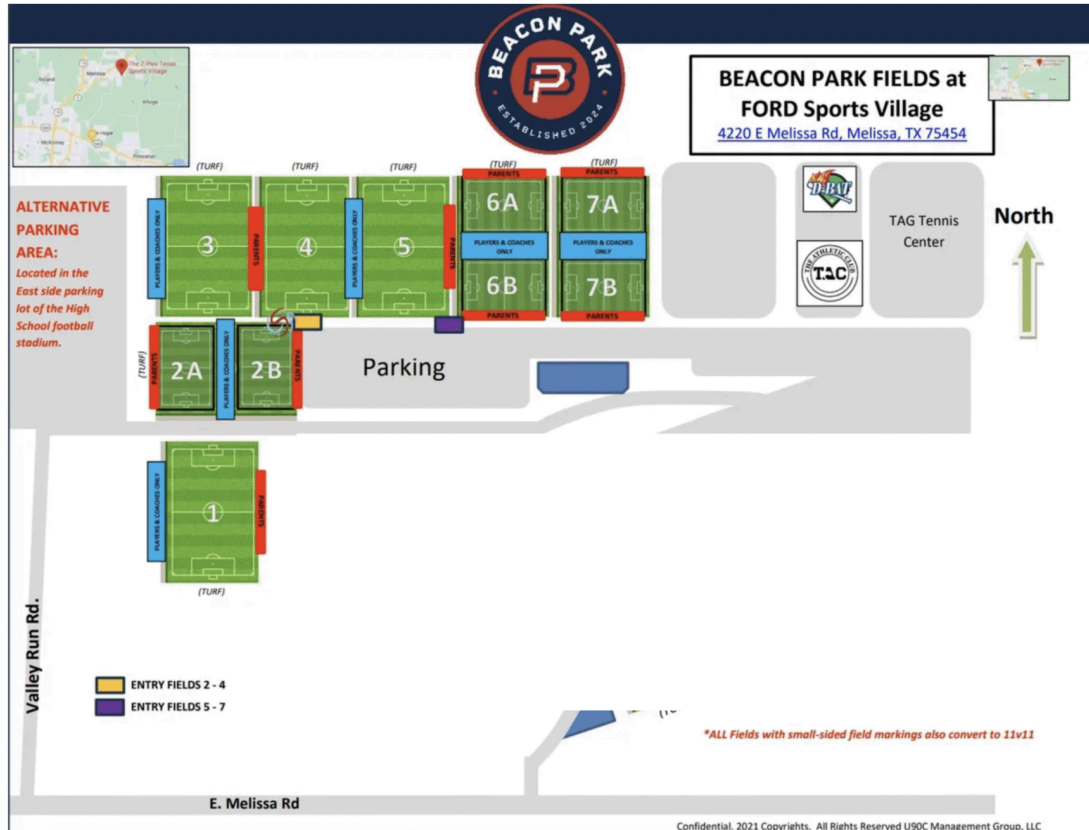 BEACON PARK
BP
ESTABLISHED 2024
The Z-Plex Texas
Sports Village
Melissa
McKinney
Princeton
BEACON PARK FIELDS at
FORD Sports Village
4220 E Melissa Rd, Melissa, TX 75454
(TURF)
(TURF)
(TURF)
(TURF)
PARENTS
PARENTS
ALTERNATIVE
PARKING
AREA:
Located in the
East side parking
lot of the High
School football
stadium.
PLAYERS & COACHES ONLY
3
PARENTS
4
PLAYERS & COACHES ONLY
5
PARENTS
6A
PLAYERS & COACHES
ONLY
6B
PARENTS
7A
PLAYERS & COACHES
ONLY
7B
PARENTS
D-BAT
THE ATHLETIC CLUB
TAC
TAG Tennis
Center
North
(TURF)
PARENTS
2A
PLAYERS & COACHES ONLY
2B
PARENTS
Parking
PLAYERS & COACHES ONLY
1
PARENTS
(TURF)
Valley Run Rd.
ENTRY FIELDS 2 - 4
ENTRY FIELDS 5 - 7
*ALL Fields with small-sided field markings also convert to 11v11
E. Melissa Rd
Confidential. 2021 Copyrights. All Rights Reserved U90C Management Group, LLC